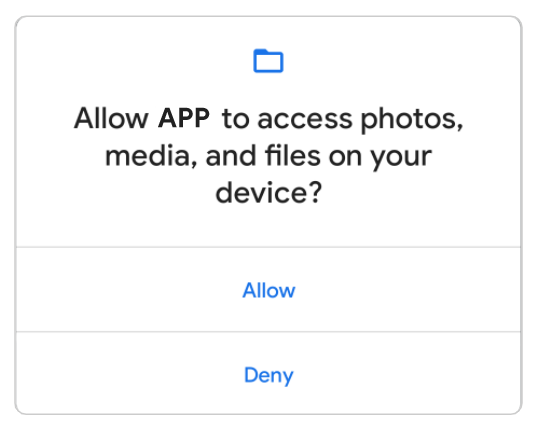 Allow APP to access photos,
media, and files on your
device?
Allow
Deny